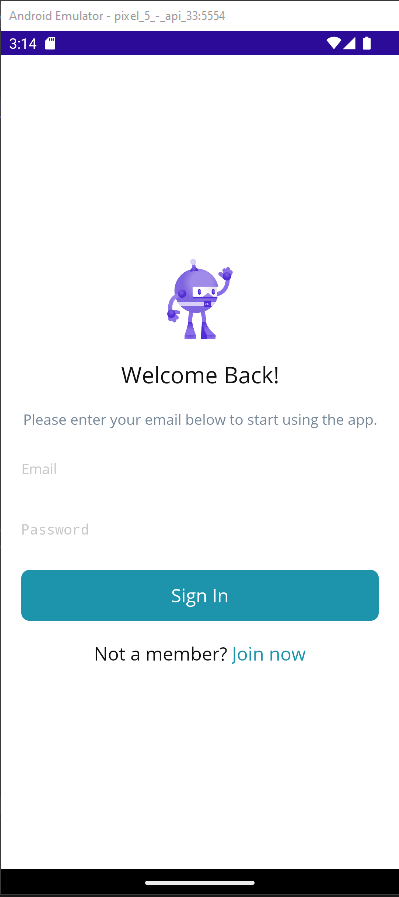 Android Emulator - pixel_5_-_api_33:5554
3:14
Welcome Back!
Please enter your email below to start using the app.
Email
Password
Sign In
Not a member? Join now